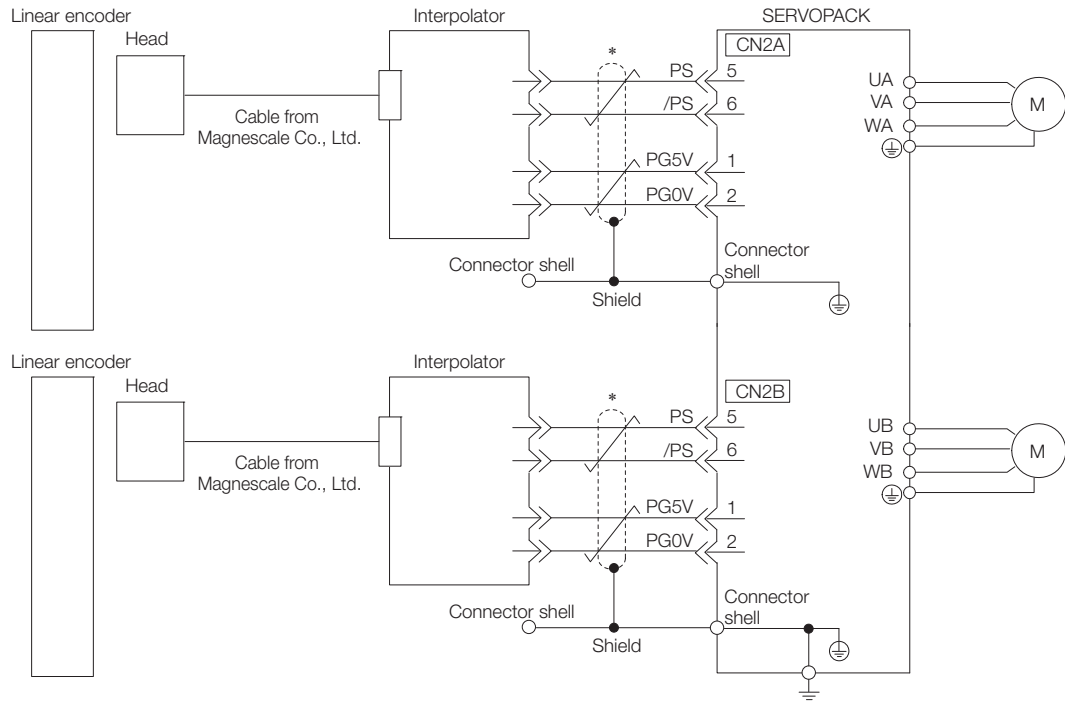 Linear encoder
Head
Cable from
Magnescale Co., Ltd.
Interpolator
*
SERVOPACK
CN2A
PS 5
/PS 6
PG5V 1
PG0V 2
Connector shell
Shield
Connector
shell
UA
VA
WA
M
Linear encoder
Head
Cable from
Magnescale Co., Ltd.
Interpolator
*
CN2B
PS 5
/PS 6
PG5V 1
PG0V 2
Connector shell
Shield
Connector
shell
UB
VB
WB
M